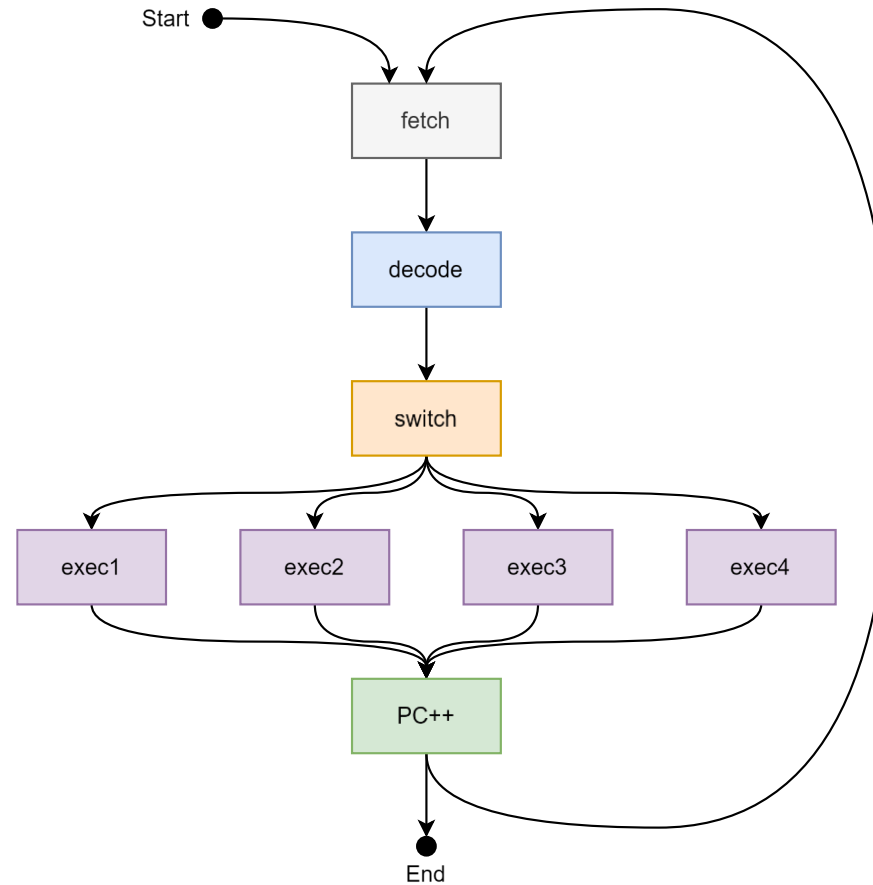 Start
fetch
decode
switch
exec1
exec2
exec3
exec4
PC++
End